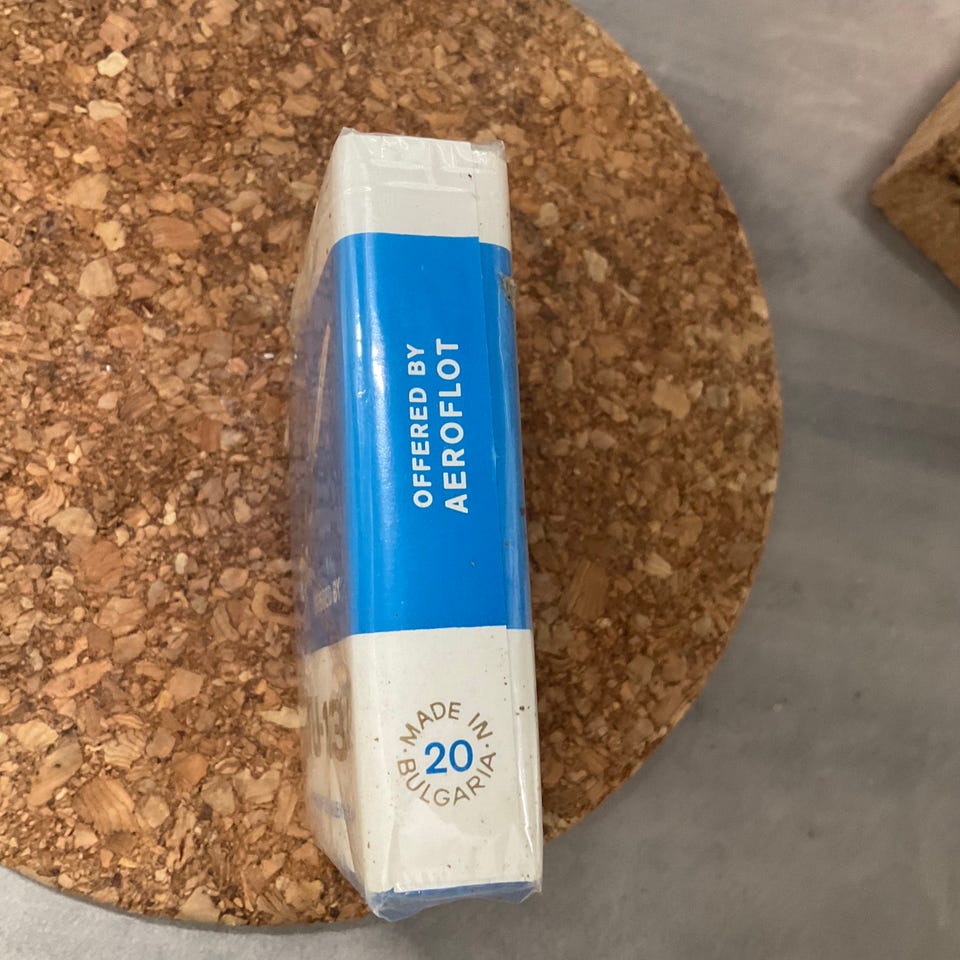 OFFERED BY
AEROFLOT
MADE IN
20
BULGARIA